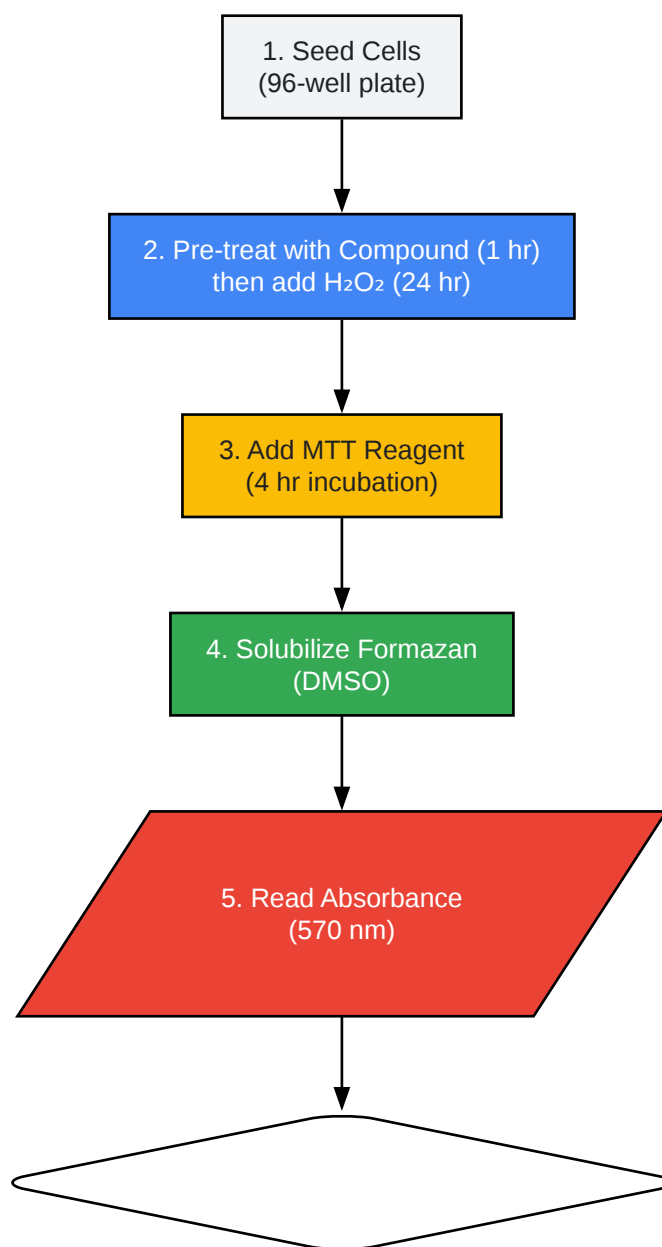 1. Seed Cells
(96-well plate)
2. Pre-treat with Compound (1 hr)
then add H₂O₂ (24 hr)
3. Add MTT Reagent
(4 hr incubation)
4. Solubilize Formazan
(DMSO)
5. Read Absorbance
(570 nm)